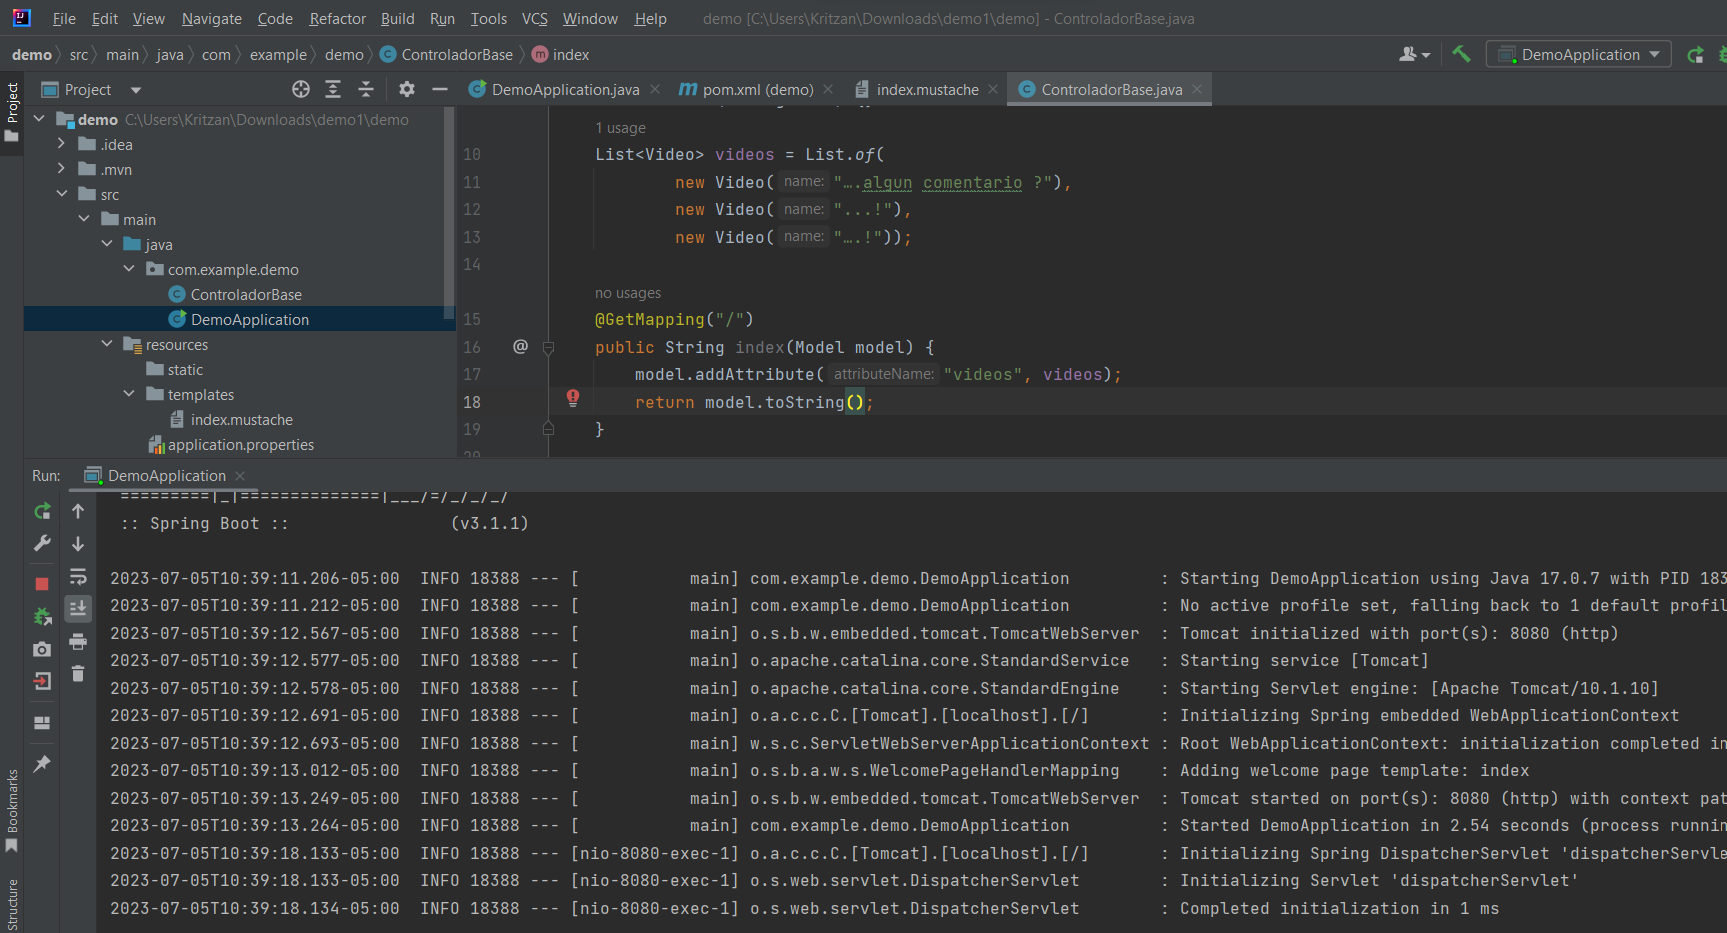 File Edit View Navigate Code Refactor Build Run Tools VCS Window Help demo [C:\Users\Kritzan\Downloads\demo1\demo] - ControladorBase.java
demo src main java com example demo ControladorBase index DemoApplication
Project
Project
DemoApplication.java pom.xml (demo) index.mustache ControladorBase.java
demo C:\Users\Kritzan\Downloads\demo1\demo
.idea
.mvn
src
main
java
com.example.demo
ControladorBase
DemoApplication
resources
static
templates
index.mustache
application.properties
1 usage
10 List<Video> videos = List.of(
11 new Video( name: "….algun comentario ?"),
12 new Video( name: "...!"),
13 new Video( name: "….!"));
14
no usages
15 @GetMapping("/")
16 public String index(Model model) {
17 model.addAttribute( attributeName: "videos", videos);
18 return model.toString();
19 }
Run: DemoApplication
=========|_|==============|___/=/_/_/_/
:: Spring Boot :: (v3.1.1)
2023-07-05T10:39:11.206-05:00 INFO 18388 --- [ main] com.example.demo.DemoApplication : Starting DemoApplication using Java 17.0.7 with PID 183
2023-07-05T10:39:11.212-05:00 INFO 18388 --- [ main] com.example.demo.DemoApplication : No active profile set, falling back to 1 default profil
2023-07-05T10:39:12.567-05:00 INFO 18388 --- [ main] o.s.b.w.embedded.tomcat.TomcatWebServer : Tomcat initialized with port(s): 8080 (http)
2023-07-05T10:39:12.577-05:00 INFO 18388 --- [ main] o.apache.catalina.core.StandardService : Starting service [Tomcat]
2023-07-05T10:39:12.578-05:00 INFO 18388 --- [ main] o.apache.catalina.core.StandardEngine : Starting Servlet engine: [Apache Tomcat/10.1.10]
2023-07-05T10:39:12.691-05:00 INFO 18388 --- [ main] o.a.c.c.C.[Tomcat].[localhost].[/] : Initializing Spring embedded WebApplicationContext
2023-07-05T10:39:12.693-05:00 INFO 18388 --- [ main] w.s.c.ServletWebServerApplicationContext : Root WebApplicationContext: initialization completed in
2023-07-05T10:39:13.012-05:00 INFO 18388 --- [ main] o.s.b.a.w.s.WelcomePageHandlerMapping : Adding welcome page template: index
2023-07-05T10:39:13.249-05:00 INFO 18388 --- [ main] o.s.b.w.embedded.tomcat.TomcatWebServer : Tomcat started on port(s): 8080 (http) with context pat
2023-07-05T10:39:13.264-05:00 INFO 18388 --- [ main] com.example.demo.DemoApplication : Started DemoApplication in 2.54 seconds (process runnin
2023-07-05T10:39:18.133-05:00 INFO 18388 --- [nio-8080-exec-1] o.a.c.c.C.[Tomcat].[localhost].[/] : Initializing Spring DispatcherServlet 'dispatcherServle
2023-07-05T10:39:18.133-05:00 INFO 18388 --- [nio-8080-exec-1] o.s.web.servlet.DispatcherServlet : Initializing Servlet 'dispatcherServlet'
2023-07-05T10:39:18.134-05:00 INFO 18388 --- [nio-8080-exec-1] o.s.web.servlet.DispatcherServlet : Completed initialization in 1 ms
Bookmarks
Structure